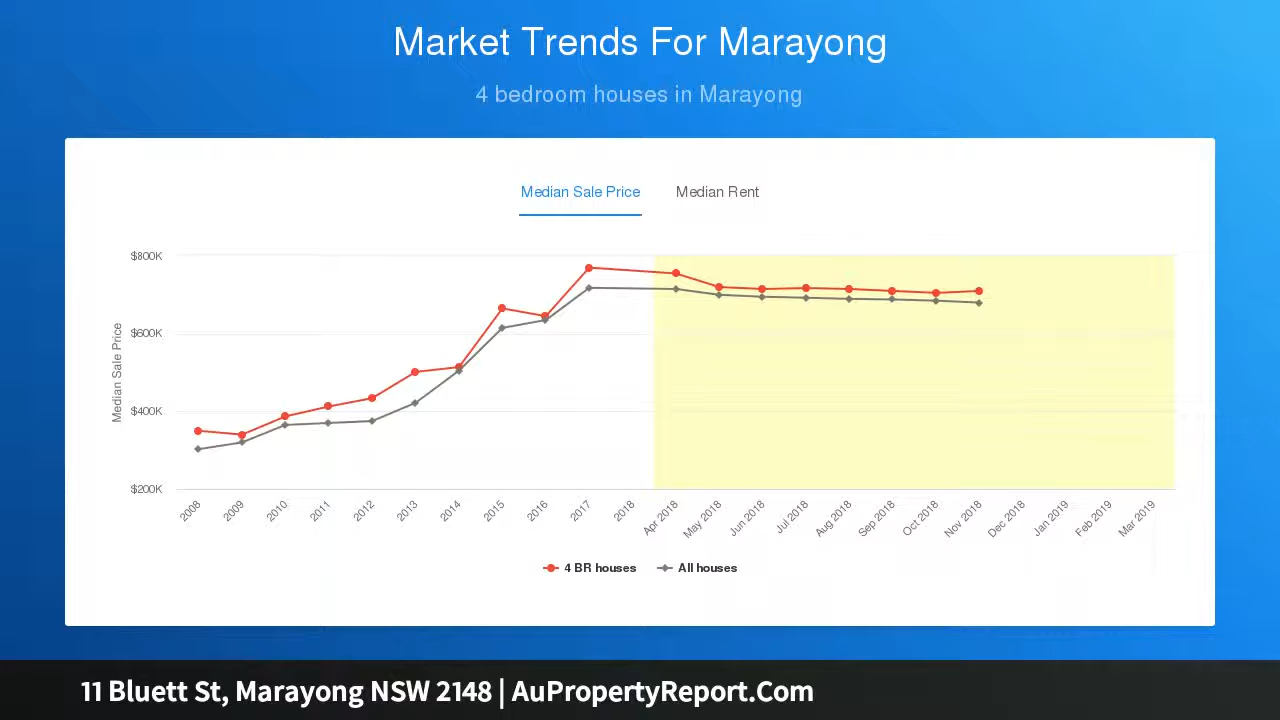 Market Trends For Marayong
4 bedroom houses in Marayong
Median Sale Price Median Rent
Median Sale Price
$800K
$600K
$400K
$200K
2008 2009 2010 2011 2012 2013 2014 2015 2016 2017 2018 Apr 2018 May 2018 Jun 2018 Jul 2018 Aug 2018 Sep 2018 Oct 2018 Nov 2018 Dec 2018 Jan 2019 Feb 2019 Mar 2019
4 BR houses All houses
11 Bluett St, Marayong NSW 2148 | AuPropertyReport.Com